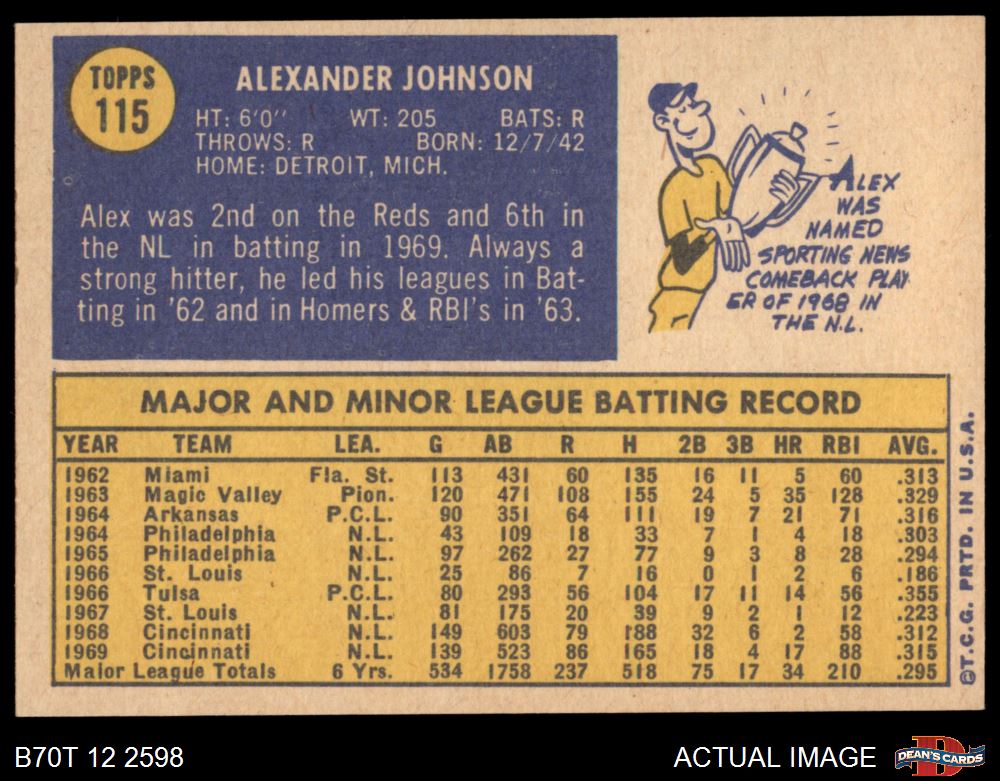 TOPPS
115
ALEXANDER JOHNSON
HT: 6'0" WT: 205 BATS: R
THROWS: R BORN: 12/7/42
HOME: DETROIT, MICH.
Alex was 2nd on the Reds and 6th in
the NL in batting in 1969. Always a
strong hitter, he led his leagues in Bat-
ting in '62 and in Homers & RBI's in '63.
ALEX
WAS
NAMED
SPORTING NEWS
COMEBACK PLAY
ER OF 1968 IN
THE N.L.
MAJOR AND MINOR LEAGUE BATTING RECORD
YEAR TEAM LEA. G AB R H 2B 3B HR RBI AVG.
1962 Miami Fla. St. 113 431 60 135 16 11 5 60 .313
1963 Magic Valley Pion. 120 471 108 155 24 5 35 128 .329
1964 Arkansas P.C.L. 90 351 64 111 19 7 21 71 .316
1964 Philadelphia N.L. 43 109 18 33 7 1 4 18 .303
1965 Philadelphia N.L. 97 262 27 77 9 3 8 28 .294
1966 St. Louis N.L. 25 86 7 16 0 1 2 6 .186
1966 Tulsa P.C.L. 80 293 56 104 17 11 14 56 .355
1967 St. Louis N.L. 81 175 20 39 9 2 1 12 .223
1968 Cincinnati N.L. 149 603 79 188 32 6 2 58 .312
1969 Cincinnati N.L. 139 523 86 165 18 4 17 88 .315
Major League Totals 6 Yrs. 534 1758 237 518 75 17 34 210 .295
©T.C.G. PRTD. IN U.S.A.
B70T 12 2598
ACTUAL IMAGE
D
DEAN'S CARDS